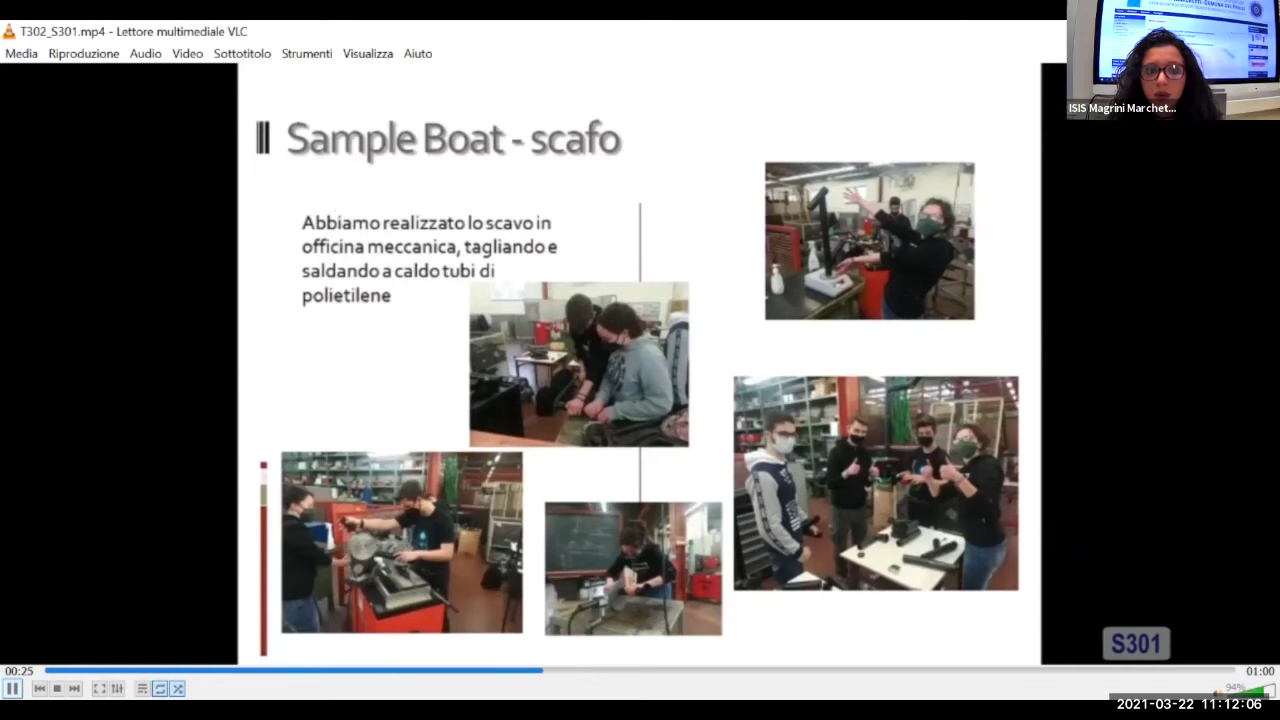 T302_S301.mp4 - Lettore multimediale VLC
Media Riproduzione Audio Video Sottotitolo Strumenti Visualizza Aiuto
ISIS Magrini Marchet...
Sample Boat - scafo
Abbiamo realizzato lo scavo in
officina meccanica, tagliando e
saldando a caldo tubi di
polietilene
S301
00:25
01:00
94%
2021-03-22 11:12:06